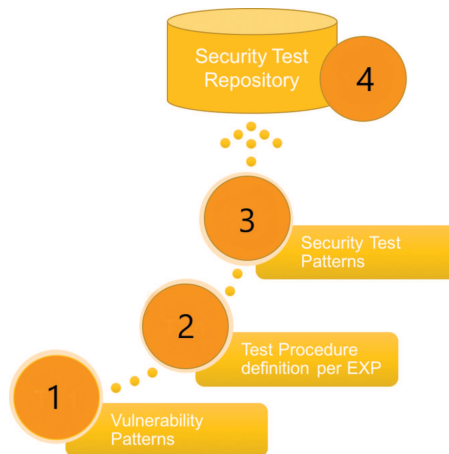 Security Test
Repository
4
3
Security Test
Patterns
2
Test Procedure
definition per EXP
1
Vulnerability
Patterns